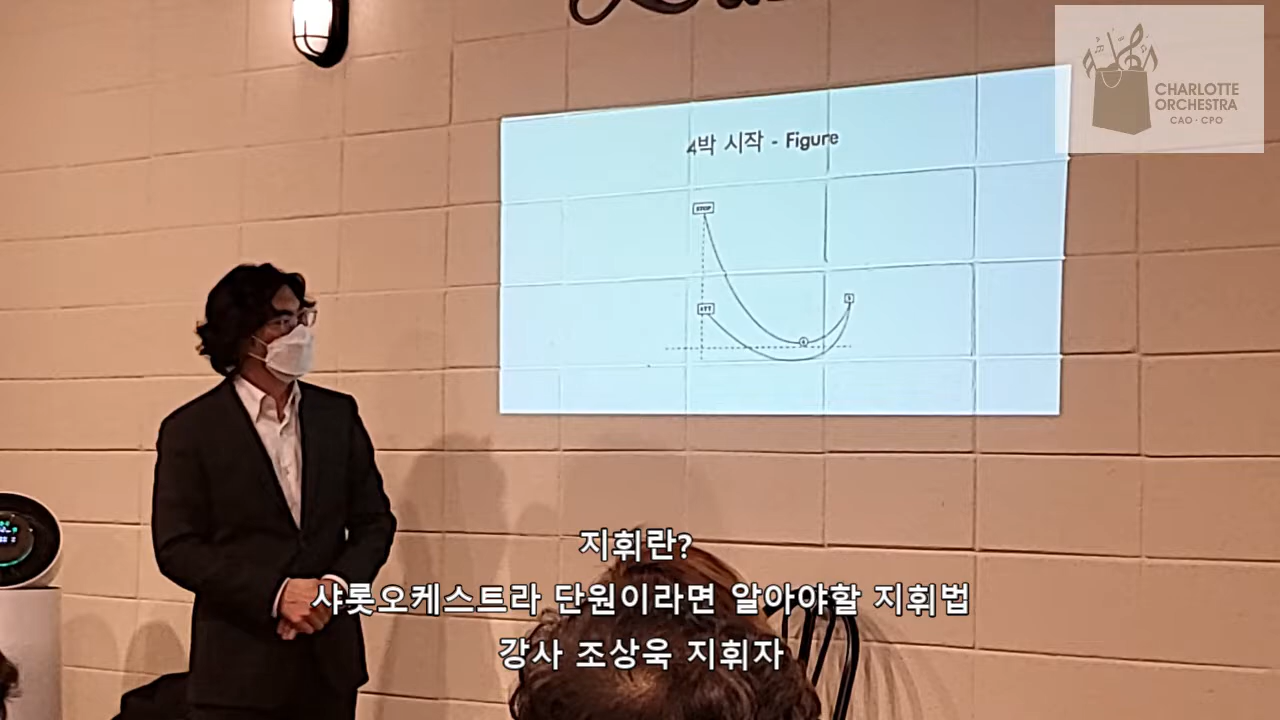 CHARLOTTE
ORCHESTRA
CAO · CPO
4박 시작 - Figure
STOP
ATT
4
지휘란?
샤롯오케스트라 단원이라면 알아야할 지휘법
강사 조상욱 지휘자